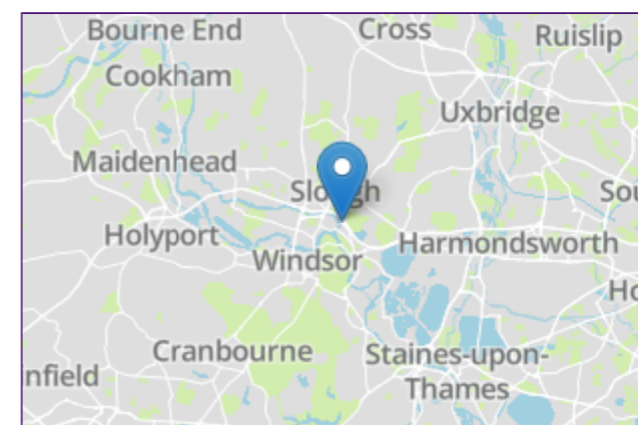 Bourne End
Cross
Ruislip
Cookham
Uxbridge
Maidenhead
Sou
Holyport
Harmondsworth
Windsor
Ho
Cranbourne
Staines-upon-
Thames
nfield